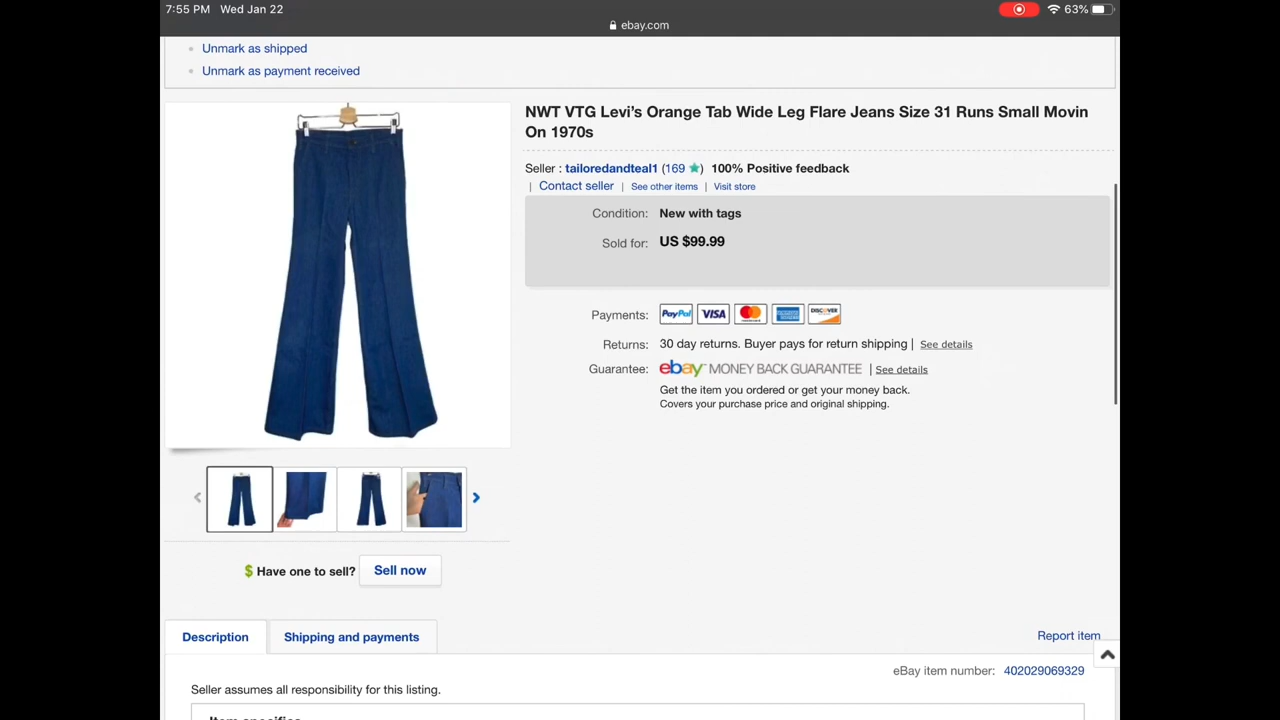 7:55 PM Wed Jan 22
63%
ebay.com
Unmark as shipped
Unmark as payment received
NWT VTG Levi's Orange Tab Wide Leg Flare Jeans Size 31 Runs Small Movin
On 1970s
Seller : tailoredandteal1 (169 ) 100% Positive feedback
| Contact seller | See other items | Visit store
Condition: New with tags
Sold for: US $99.99
Payments: PayPal VISA MasterCard AMERICAN EXPRESS DISCOVER
Returns: 30 day returns. Buyer pays for return shipping | See details
Guarantee: ebay MONEY BACK GUARANTEE | See details
Get the item you ordered or get your money back.
Covers your purchase price and original shipping.
$ Have one to sell? Sell now
Description
Shipping and payments
Report item
eBay item number: 402029069329
Seller assumes all responsibility for this listing.
Item specifics